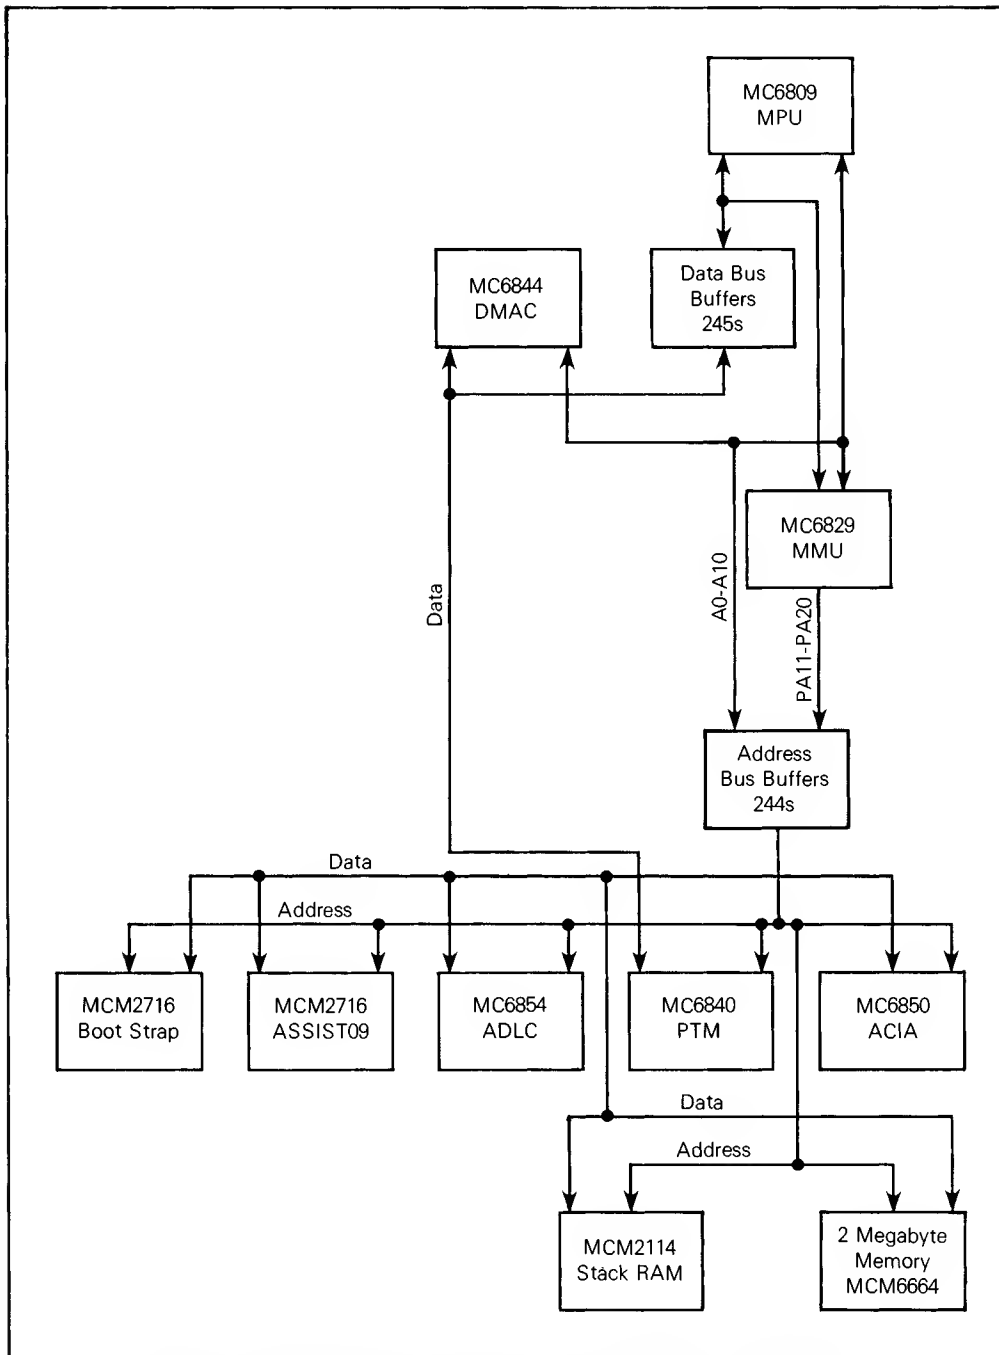 MC6809
MPU
MC6844
DMAC
Data Bus
Buffers
245s
MC6829
MMU
Data
A0-A10
PA11-PA20
Address
Bus Buffers
244s
Data
Address
MCM2716
Boot Strap
MCM2716
ASSIST09
MC6854
ADLC
MC6840
PTM
MC6850
ACIA
Data
Address
MCM2114
Stack RAM
2 Megabyte
Memory
MCM6664